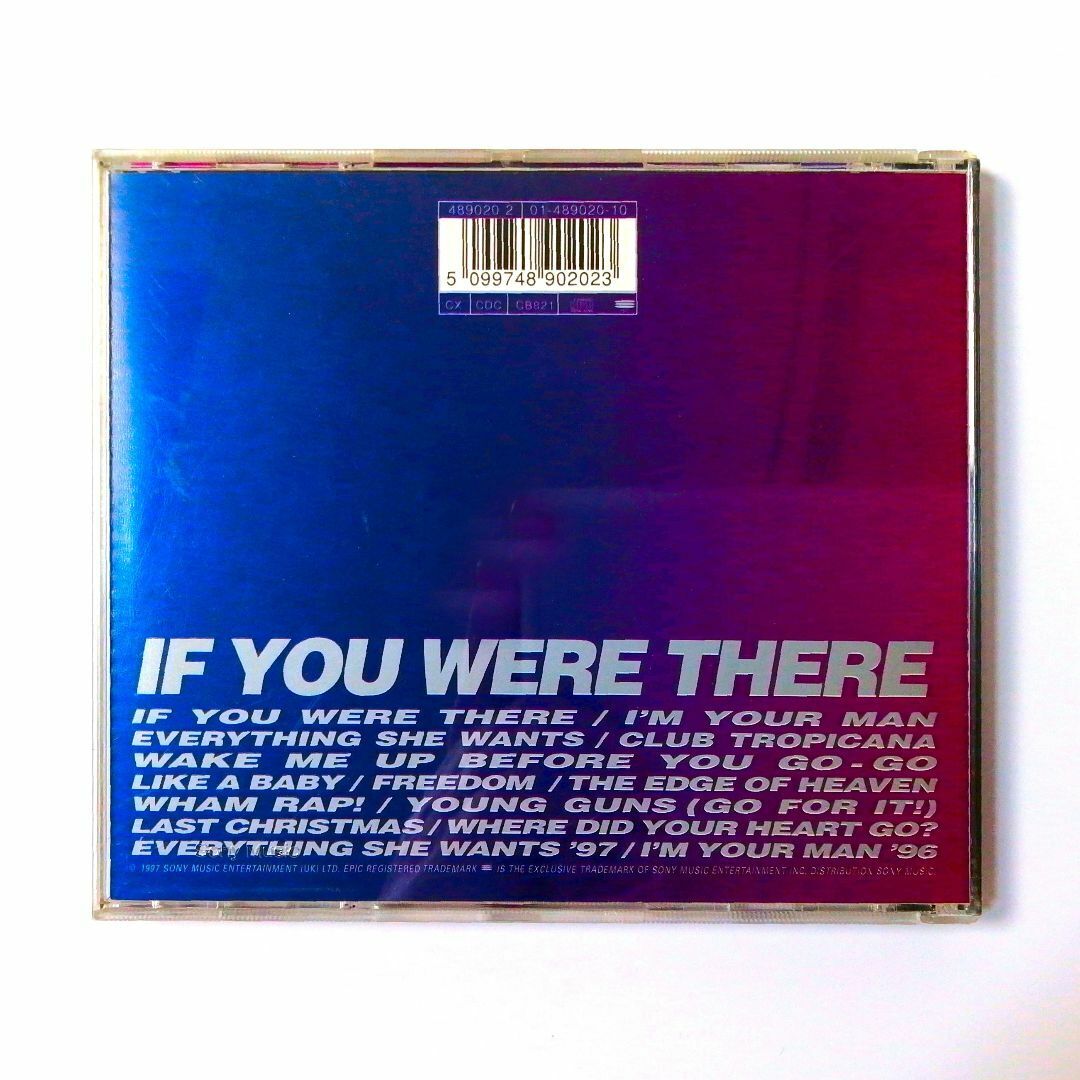 489020 2 01-489020-10
5 099748 902023
CX CDC CB821
IF YOU WERE THERE
IF YOU WERE THERE / I'M YOUR MAN
EVERYTHING SHE WANTS / CLUB TROPICANA
WAKE ME UP BEFORE YOU GO-GO
LIKE A BABY / FREEDOM / THE EDGE OF HEAVEN
WHAM RAP! / YOUNG GUNS (GO FOR IT!)
LAST CHRISTMAS / WHERE DID YOUR HEART GO?
EVERYTHING SHE WANTS '97 / I'M YOUR MAN '96
© 1997 SONY MUSIC ENTERTAINMENT (UK) LTD. EPIC REGISTERED TRADEMARK IS THE EXCLUSIVE TRADEMARK OF SONY MUSIC ENTERTAINMENT INC. DISTRIBUTION SONY MUSIC.